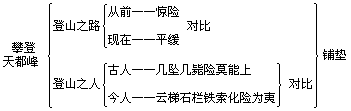 攀登
天都峰
登山之路
从前——惊险
现在——平缓
对比
登山之人
古人——几坠几毙险莫能上
今人——云梯石栏铁索化险为夷
对比
铺垫